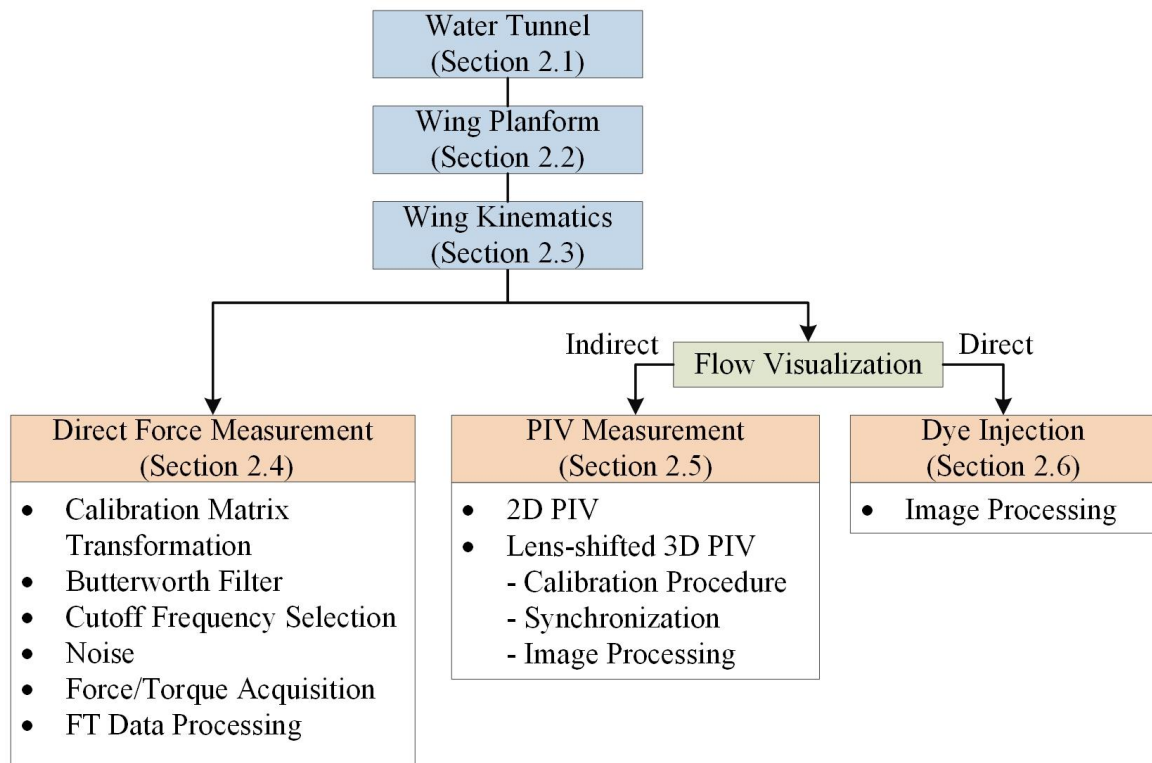 Water Tunnel
(Section 2.1)
Wing Planform
(Section 2.2)
Wing Kinematics
(Section 2.3)
Indirect
Flow Visualization
Direct
Direct Force Measurement
(Section 2.4)
• Calibration Matrix
Transformation
• Butterworth Filter
• Cutoff Frequency Selection
• Noise
• Force/Torque Acquisition
• FT Data Processing
PIV Measurement
(Section 2.5)
• 2D PIV
• Lens-shifted 3D PIV
- Calibration Procedure
- Synchronization
- Image Processing
Dye Injection
(Section 2.6)
• Image Processing